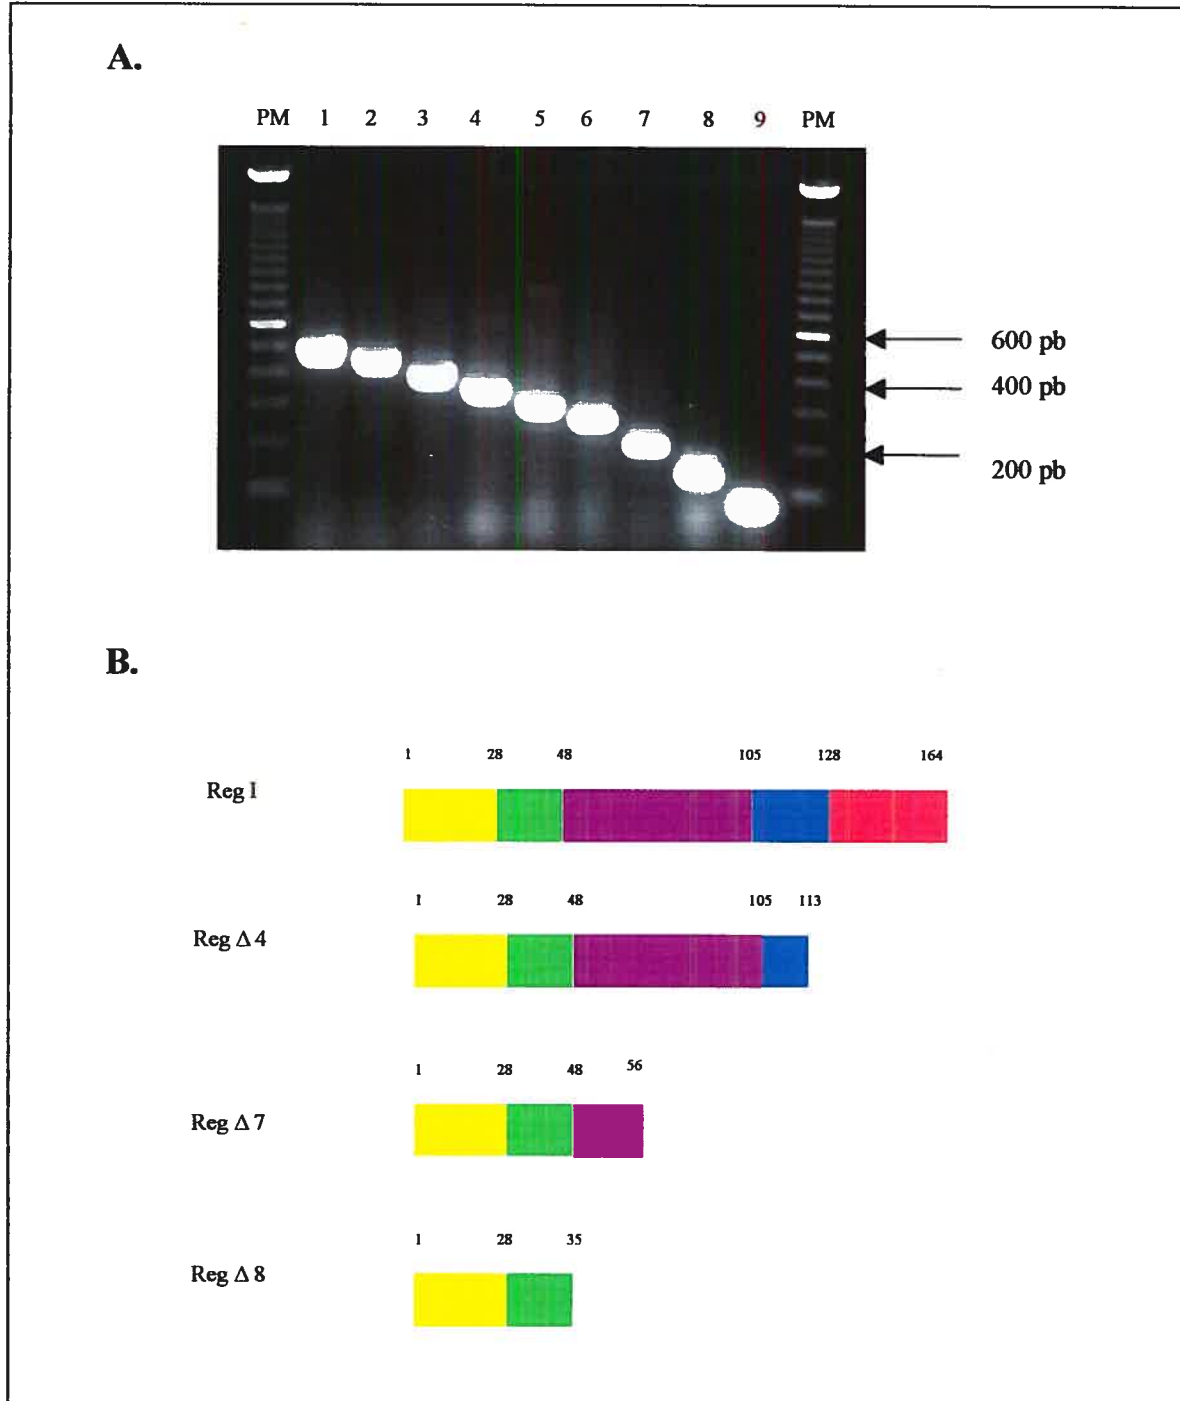 A.
PM 1 2 3 4 5 6 7 8 9 PM
600 pb
400 pb
200 pb
B.
1 28 48 105 128 164
Reg I
1 28 48 105 113
Reg Δ 4
1 28 48 56
Reg Δ 7
1 28 35
Reg Δ 8